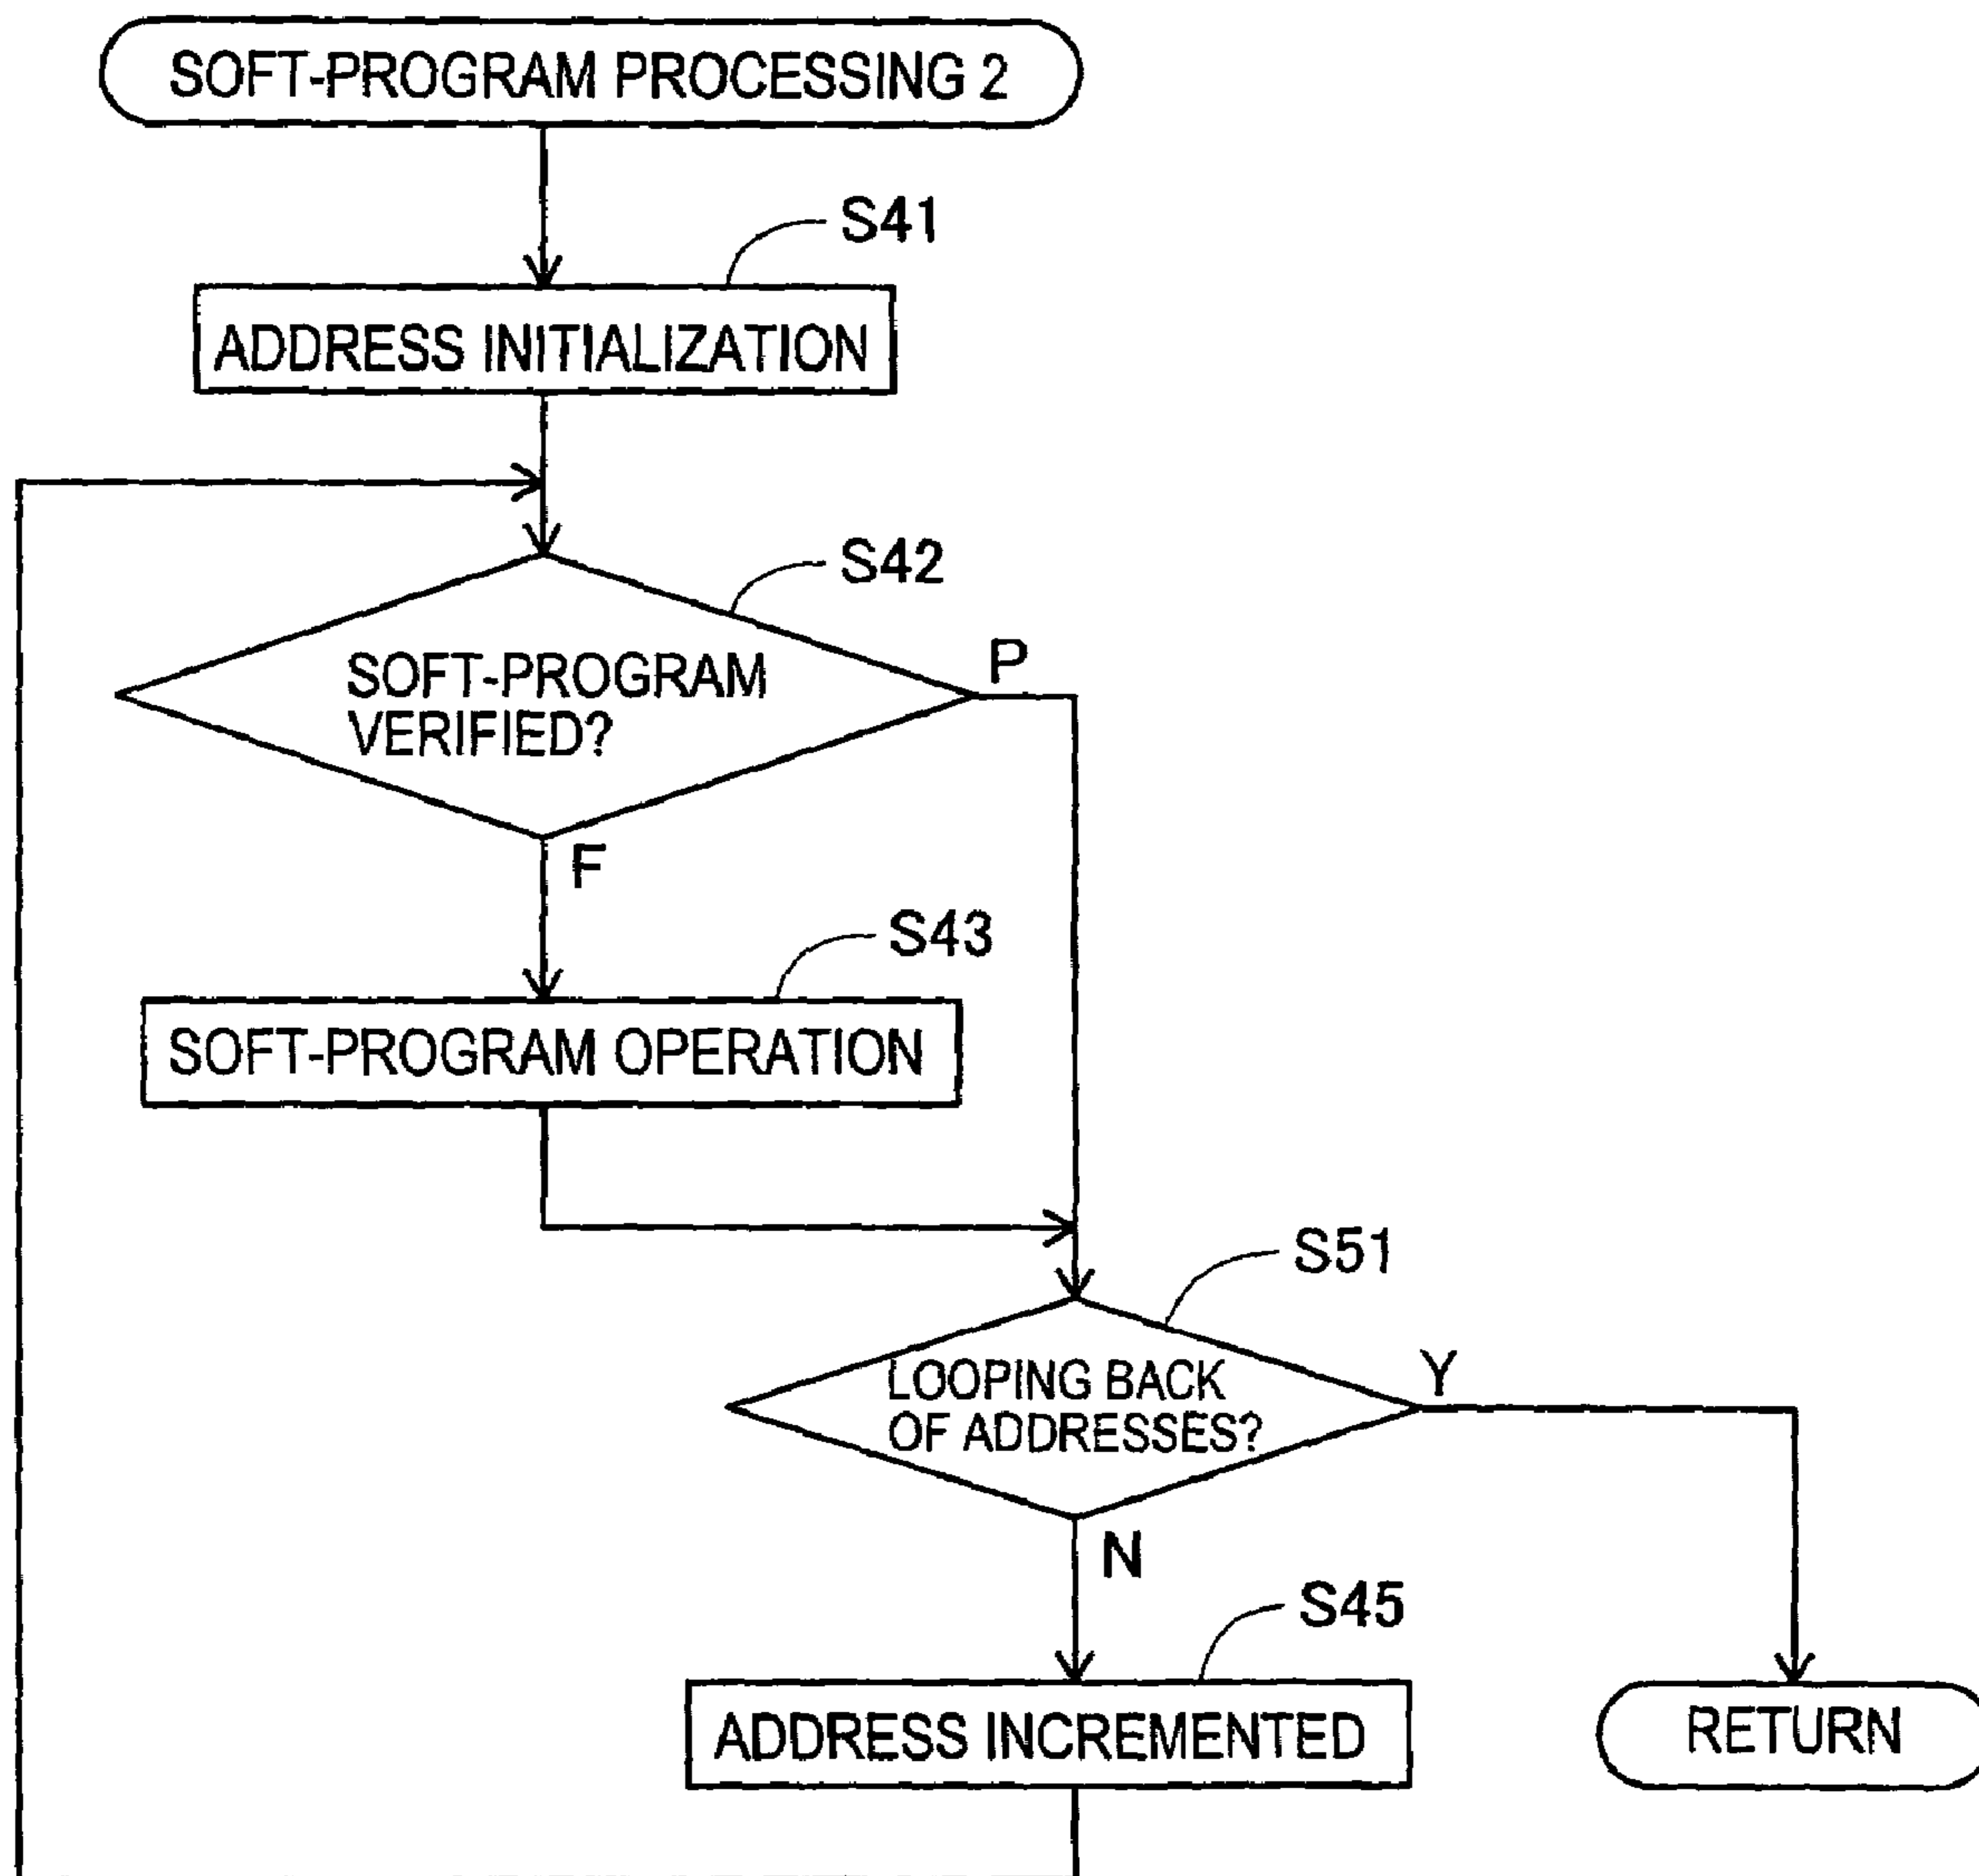 SOFT-PROGRAM PROCESSING 2
S41
ADDRESS INITIALIZATION
S42
SOFT-PROGRAM
VERIFIED?
P
F
S43
SOFT-PROGRAM OPERATION
S51
LOOPING BACK
OF ADDRESSES?
Y
N
S45
ADDRESS INCREMENTED
RETURN